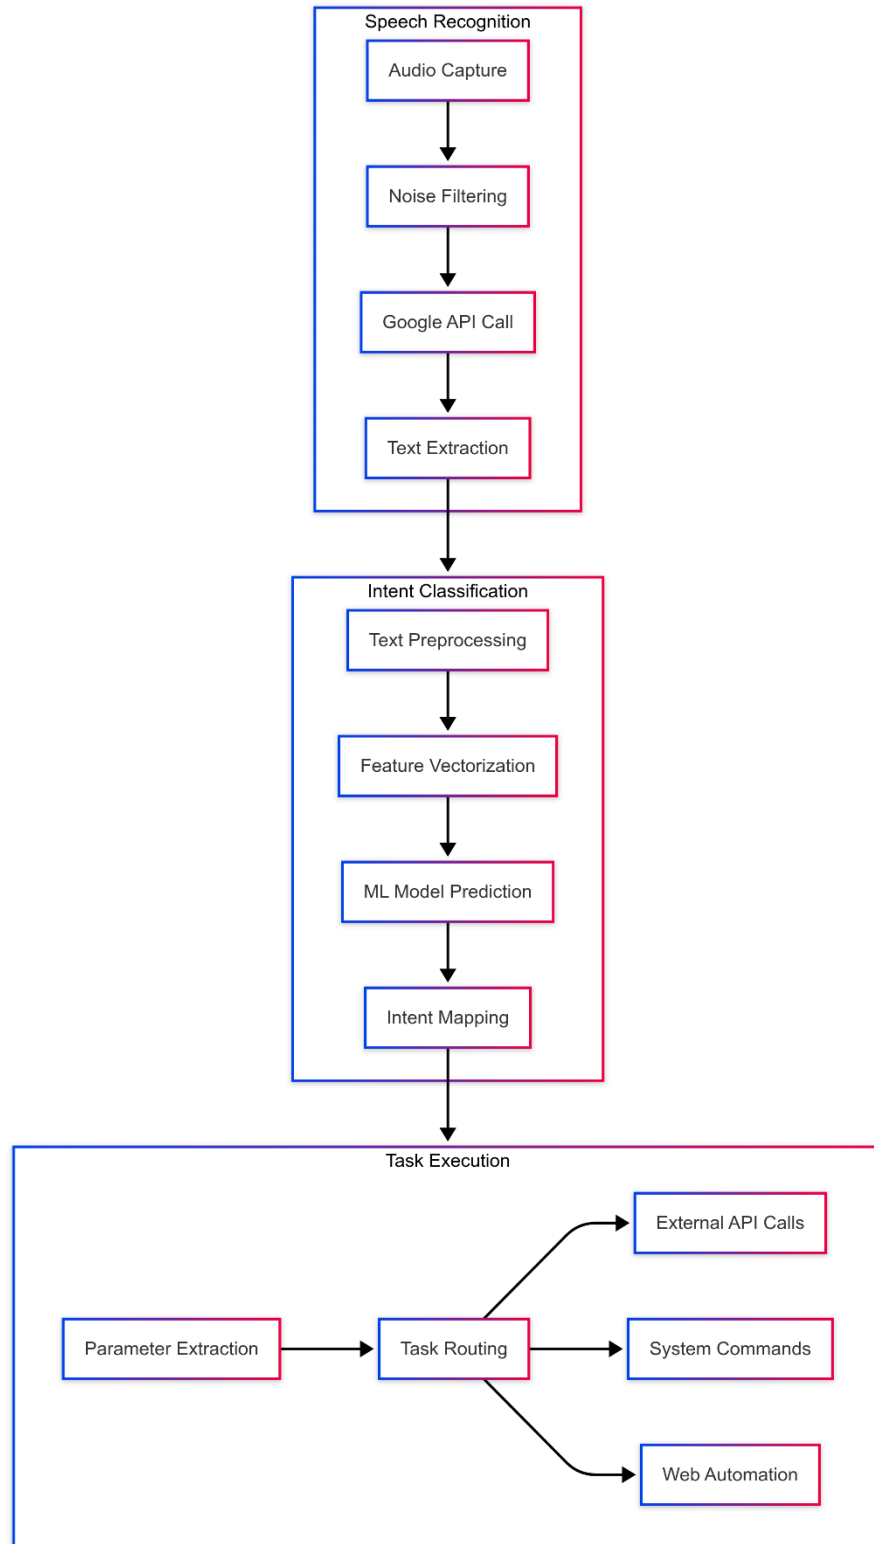 Speech Recognition
Audio Capture
Noise Filtering
Google API Call
Text Extraction
Intent Classification
Text Preprocessing
Feature Vectorization
ML Model Prediction
Intent Mapping
Task Execution
External API Calls
Parameter Extraction
Task Routing
System Commands
Web Automation